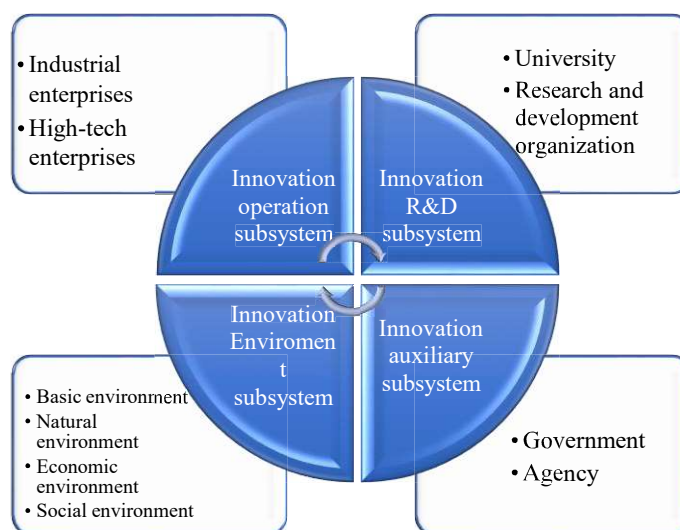 • Industrial
enterprises
• High-tech
enterprises
• University
• Research and
development
organization
Innovation
operation
subsystem
Innovation
R&D
subsystem
Innovation
Enviromen
t
subsystem
Innovation
auxiliary
subsystem
• Basic environment
• Natural
environment
• Economic
environment
• Social environment
• Government
• Agency